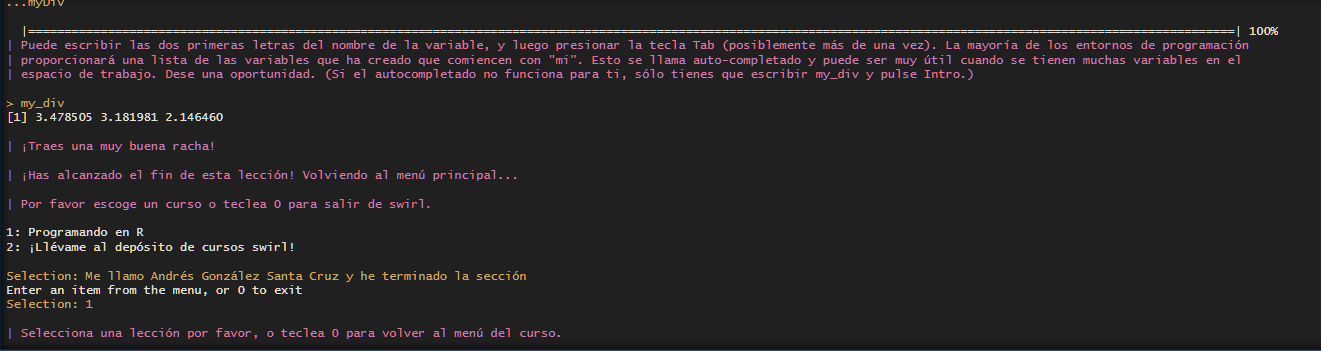 ...myDiv
|======================================================================================================================================================================| 100%
| Puede escribir las dos primeras letras del nombre de la variable, y luego presionar la tecla Tab (posiblemente más de una vez). La mayoría de los entornos de programación
| proporcionará una lista de las variables que ha creado que comiencen con "mi". Esto se llama auto-completado y puede ser muy útil cuando se tienen muchas variables en el
| espacio de trabajo. Dese una oportunidad. (Si el autocompletado no funciona para ti, sólo tienes que escribir my_div y pulse Intro.)
> my_div
[1] 3.478505 3.181981 2.146460
| ¡Traes una muy buena racha!
| ¡Has alcanzado el fin de esta lección! Volviendo al menú principal...
| Por favor escoge un curso o teclea 0 para salir de swirl.
1: Programando en R
2: ¡Llévame al depósito de cursos swirl!
Selection: Me llamo Andrés González Santa Cruz y he terminado la sección
Enter an item from the menu, or 0 to exit
Selection: 1
| Selecciona una lección por favor, o teclea 0 para volver al menú del curso.